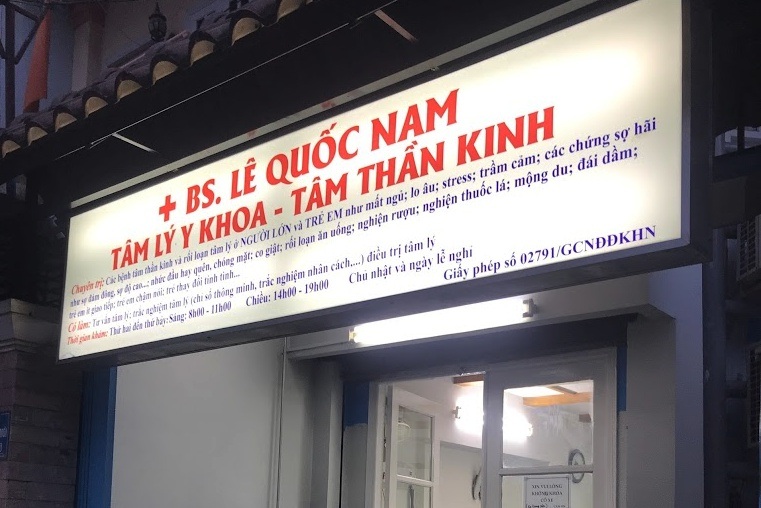 + BS. LÊ QUỐC NAM
TÂM LÝ Y KHOA - TÂM THẦN KINH
Chuyên trị: Các bệnh tâm thần kinh và rối loạn tâm lý ở NGƯỜI LỚN và TRẺ EM như mất ngủ; lo âu; stress; trầm cảm; các chứng sợ hãi
như sợ đám đông, sợ độ cao...; nhức đầu hay quên, chóng mặt; co giật; rối loạn ăn uống; nghiện rượu; nghiện thuốc lá; mộng du; đái dầm;
trẻ em ít giao tiếp; trẻ em chậm nói; trẻ thay đổi tính tình...
Có làm: Tư vấn tâm lý; trắc nghiệm tâm lý (chỉ số thông minh, trắc nghiệm nhân cách,...) điều trị tâm lý
Thời gian khám: Thứ hai đến thứ bảy: Sáng: 8h00 - 11h00 Chiều: 14h00 - 19h00 Chủ nhật và ngày lễ nghỉ
Giấy phép số 02791/GCNĐĐKHN
XIN VUI LÒNG